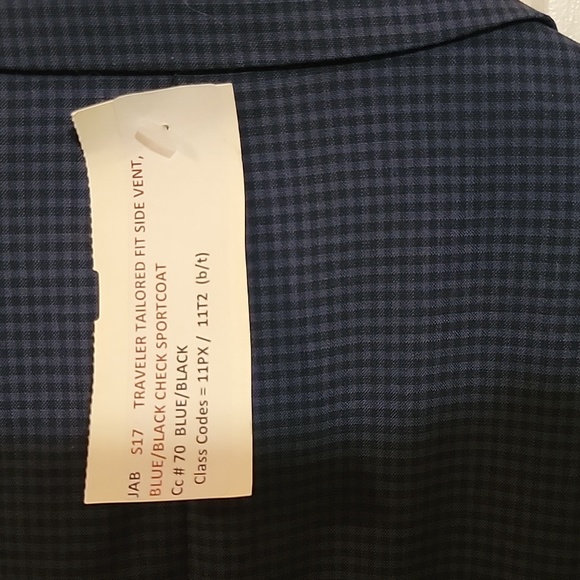 JAB S17 TRAVELER TAILORED FIT SIDE VENT,
BLUE/BLACK CHECK SPORTCOAT
Cc # 70 BLUE/BLACK
Class Codes = 11PX / 11T2 (b/t)